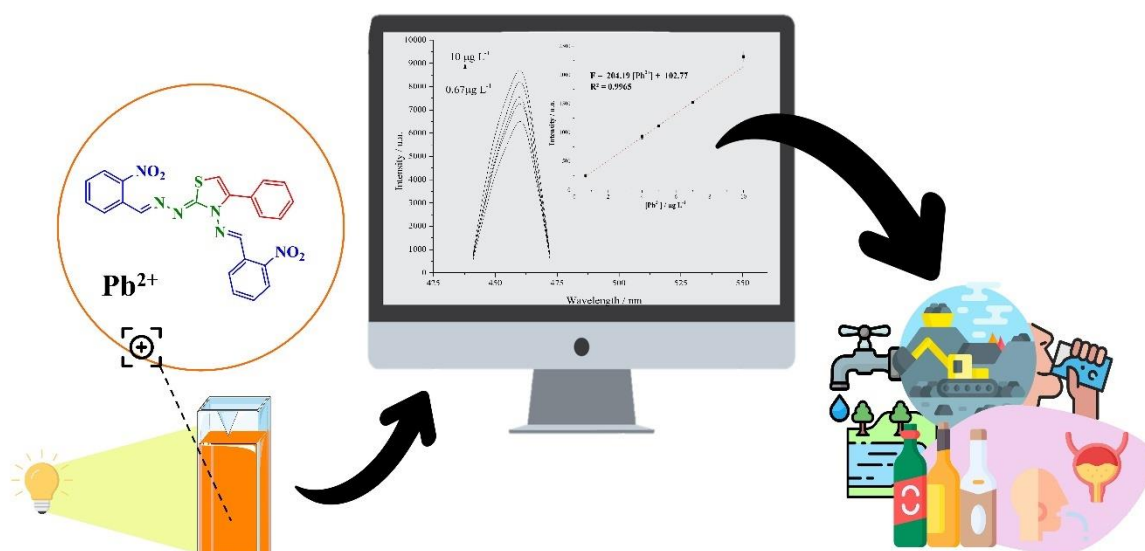 NO₂
S
N
N
N
N
NO₂
Pb²⁺
10000
9000
8000
7000
6000
5000
4000
3000
2000
1000
0
Intensity / u.a.
425
450
475
500
525
550
Wavelength / nm
10 µg L⁻¹
0.67µg L⁻¹
F = 204.19 [Pb²⁺] + 102.77
R² = 0.9965
Intensity / u.a.
[Pb²⁺] / µg L⁻¹